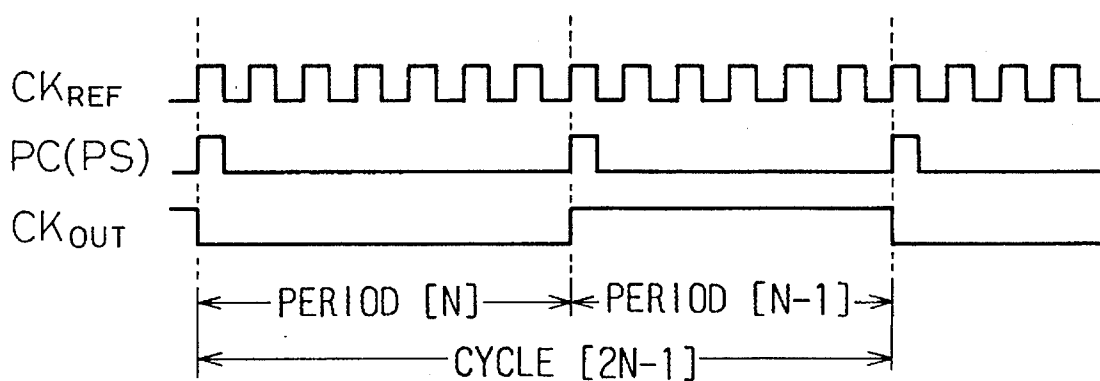 CKREF
PC(PS)
CKOUT
PERIOD [N]
PERIOD [N-1]
CYCLE [2N-1]